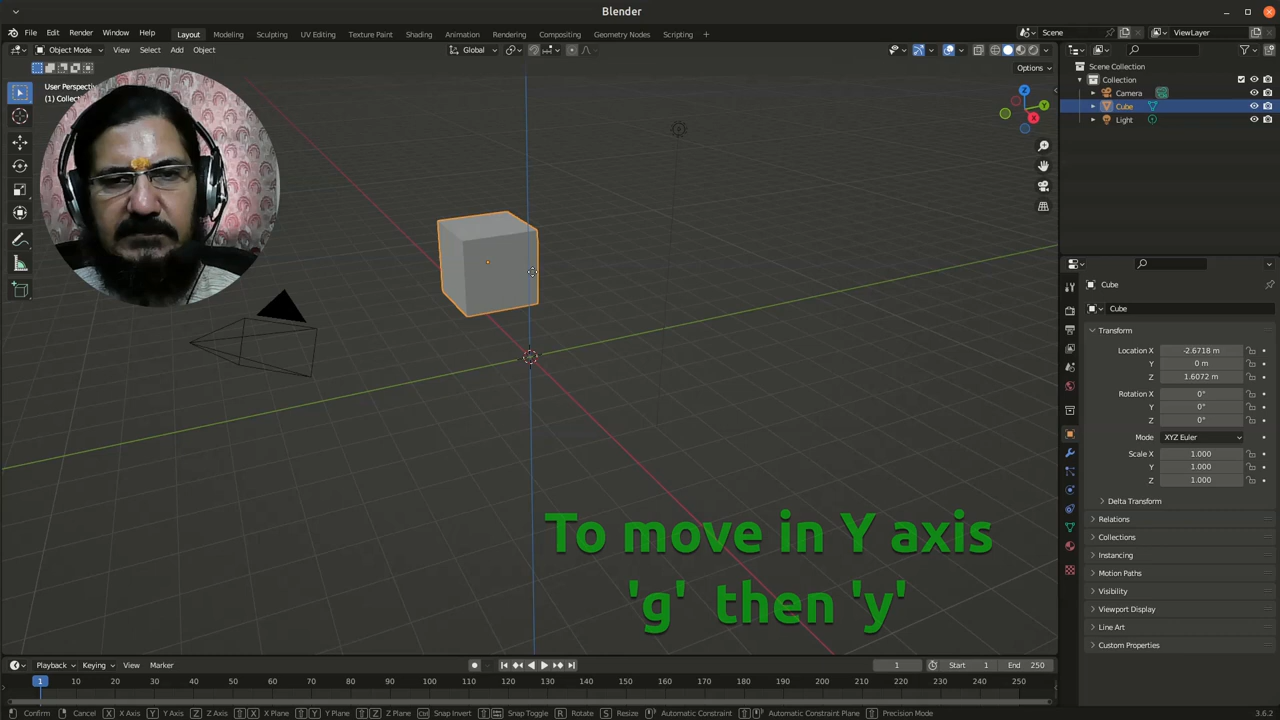 Blender
File Edit Render Window Help Layout Modeling Sculpting UV Editing Texture Paint Shading Animation Rendering Compositing Geometry Nodes Scripting + Scene ViewLayer
Object Mode View Select Add Object Global
Options
User Perspective
(1) Collec
Z
Y
X
Scene Collection
Collection
Camera
Cube
Light
Cube
Cube
Transform
Location X -2.6718 m
Y 0 m
Z 1.6072 m
Rotation X 0°
Y 0°
Z 0°
Mode XYZ Euler
Scale X 1.000
Y 1.000
Z 1.000
Delta Transform
Relations
Collections
Instancing
Motion Paths
Visibility
Viewport Display
Line Art
Custom Properties
To move in Y axis
'g' then 'y'
Playback Keying View Marker 1 Start 1 End 250
1 10 20 30 40 50 60 70 80 90 100 110 120 130 140 150 160 170 180 190 200 210 220 230 240 250
Confirm Cancel X X Axis Y Y Axis Z Z Axis X X Plane Y Y Plane Z Z Plane Ctrl Snap Invert Snap Toggle R Rotate S Resize Automatic Constraint Automatic Constraint Plane Precision Mode 3.6.2